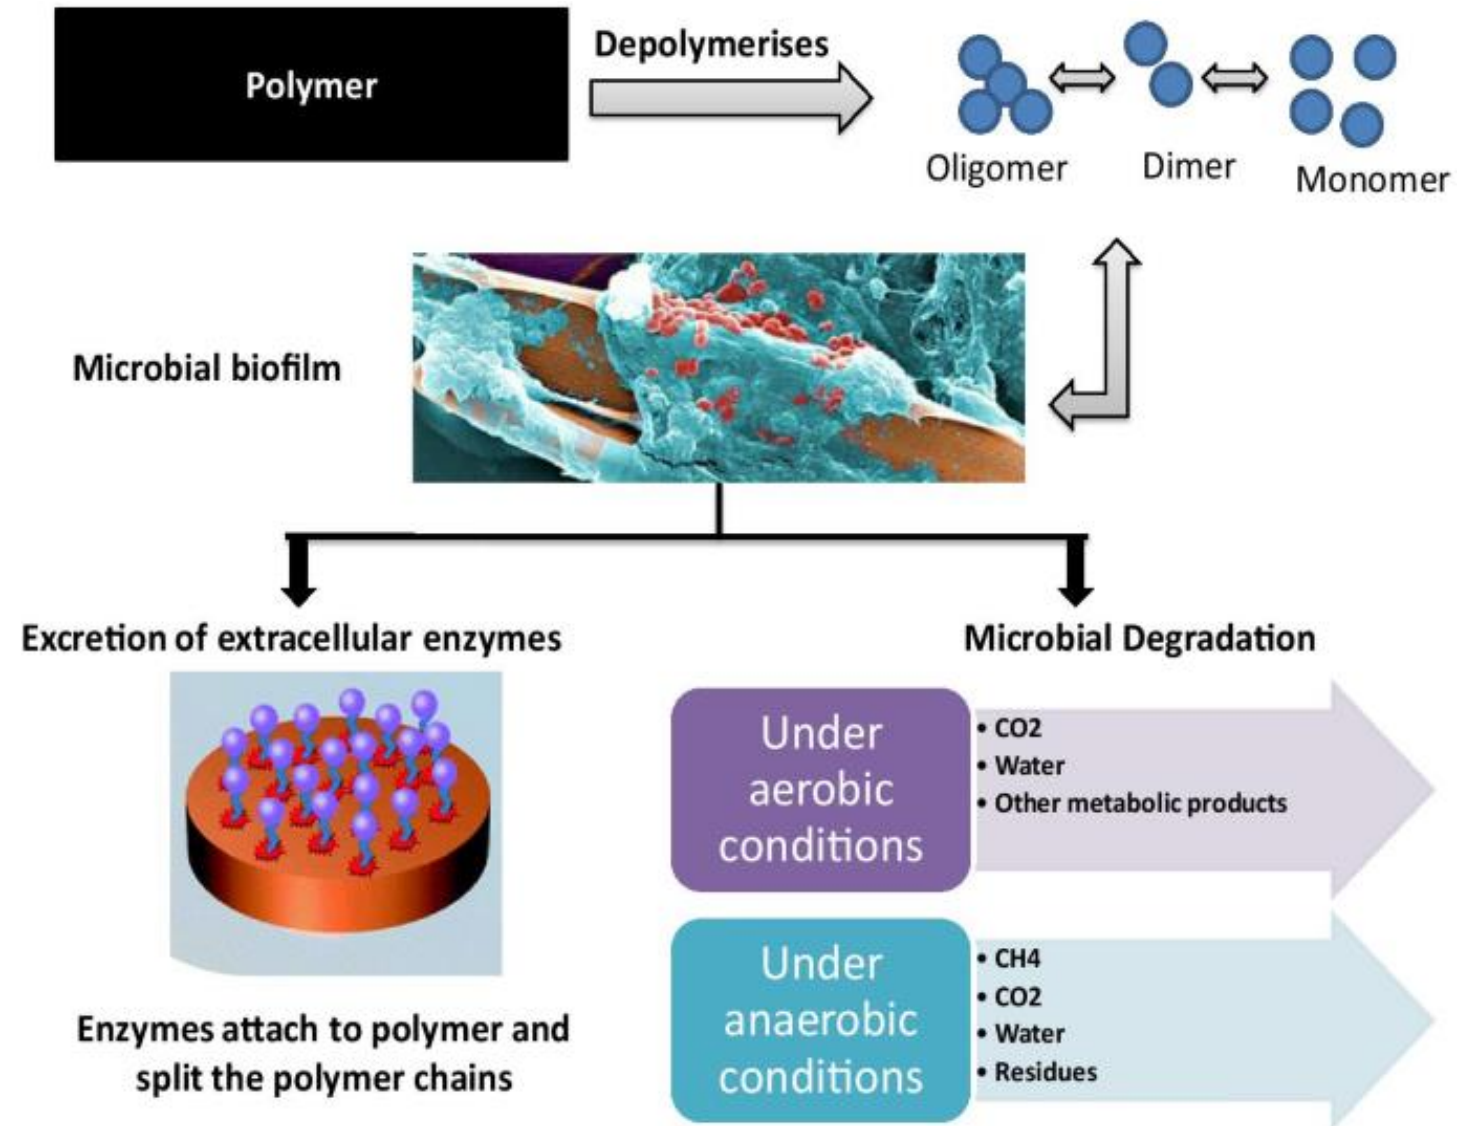 Polymer
Depolymerises
Oligomer
Dimer
Monomer
Microbial biofilm
Excretion of extracellular enzymes
Enzymes attach to polymer and
split the polymer chains
Microbial Degradation
Under
aerobic
conditions
• CO2
• Water
• Other metabolic products
Under
anaerobic
conditions
• CH4
• CO2
• Water
• Residues